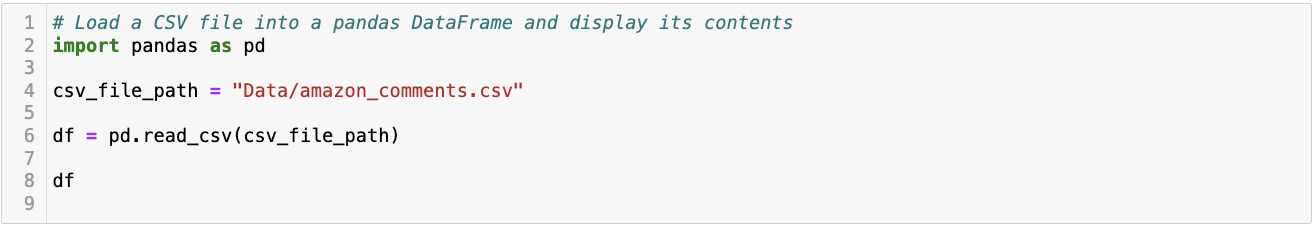 1 # Load a CSV file into a pandas DataFrame and display its contents
2 import pandas as pd
3
4 csv_file_path = "Data/amazon_comments.csv"
5
6 df = pd.read_csv(csv_file_path)
7
8 df
9